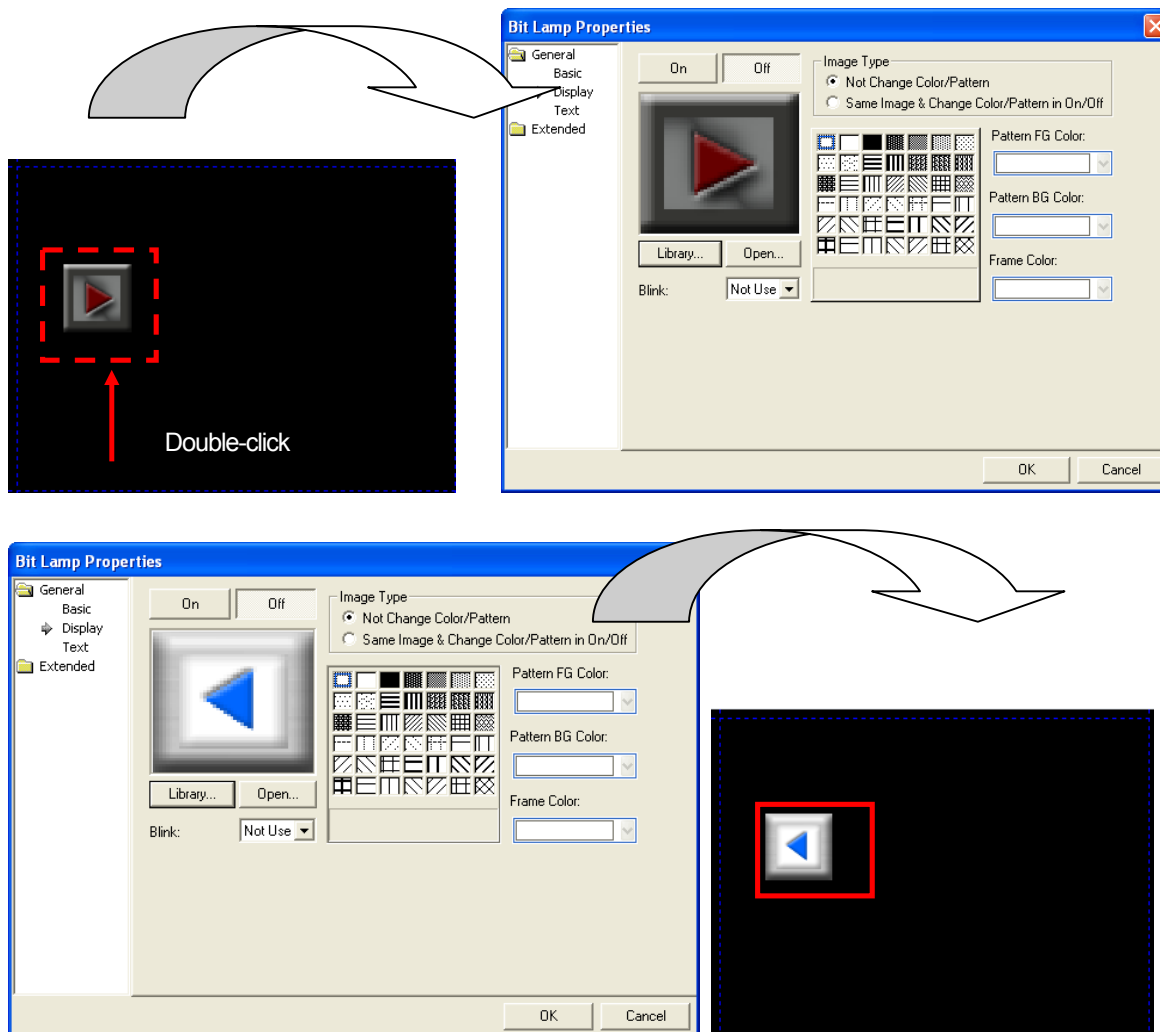 Bit Lamp Properties
General
Basic
Display
Text
Extended
On
Off
Image Type
Not Change Color/Pattern
Same Image & Change Color/Pattern in On/Off
Pattern FG Color:
Pattern BG Color:
Frame Color:
Library...
Open...
Blink:
Not Use
OK
Cancel
Double-click
Bit Lamp Properties
General
Basic
Display
Text
Extended
On
Off
Image Type
Not Change Color/Pattern
Same Image & Change Color/Pattern in On/Off
Pattern FG Color:
Pattern BG Color:
Frame Color:
Library...
Open...
Blink:
Not Use
OK
Cancel